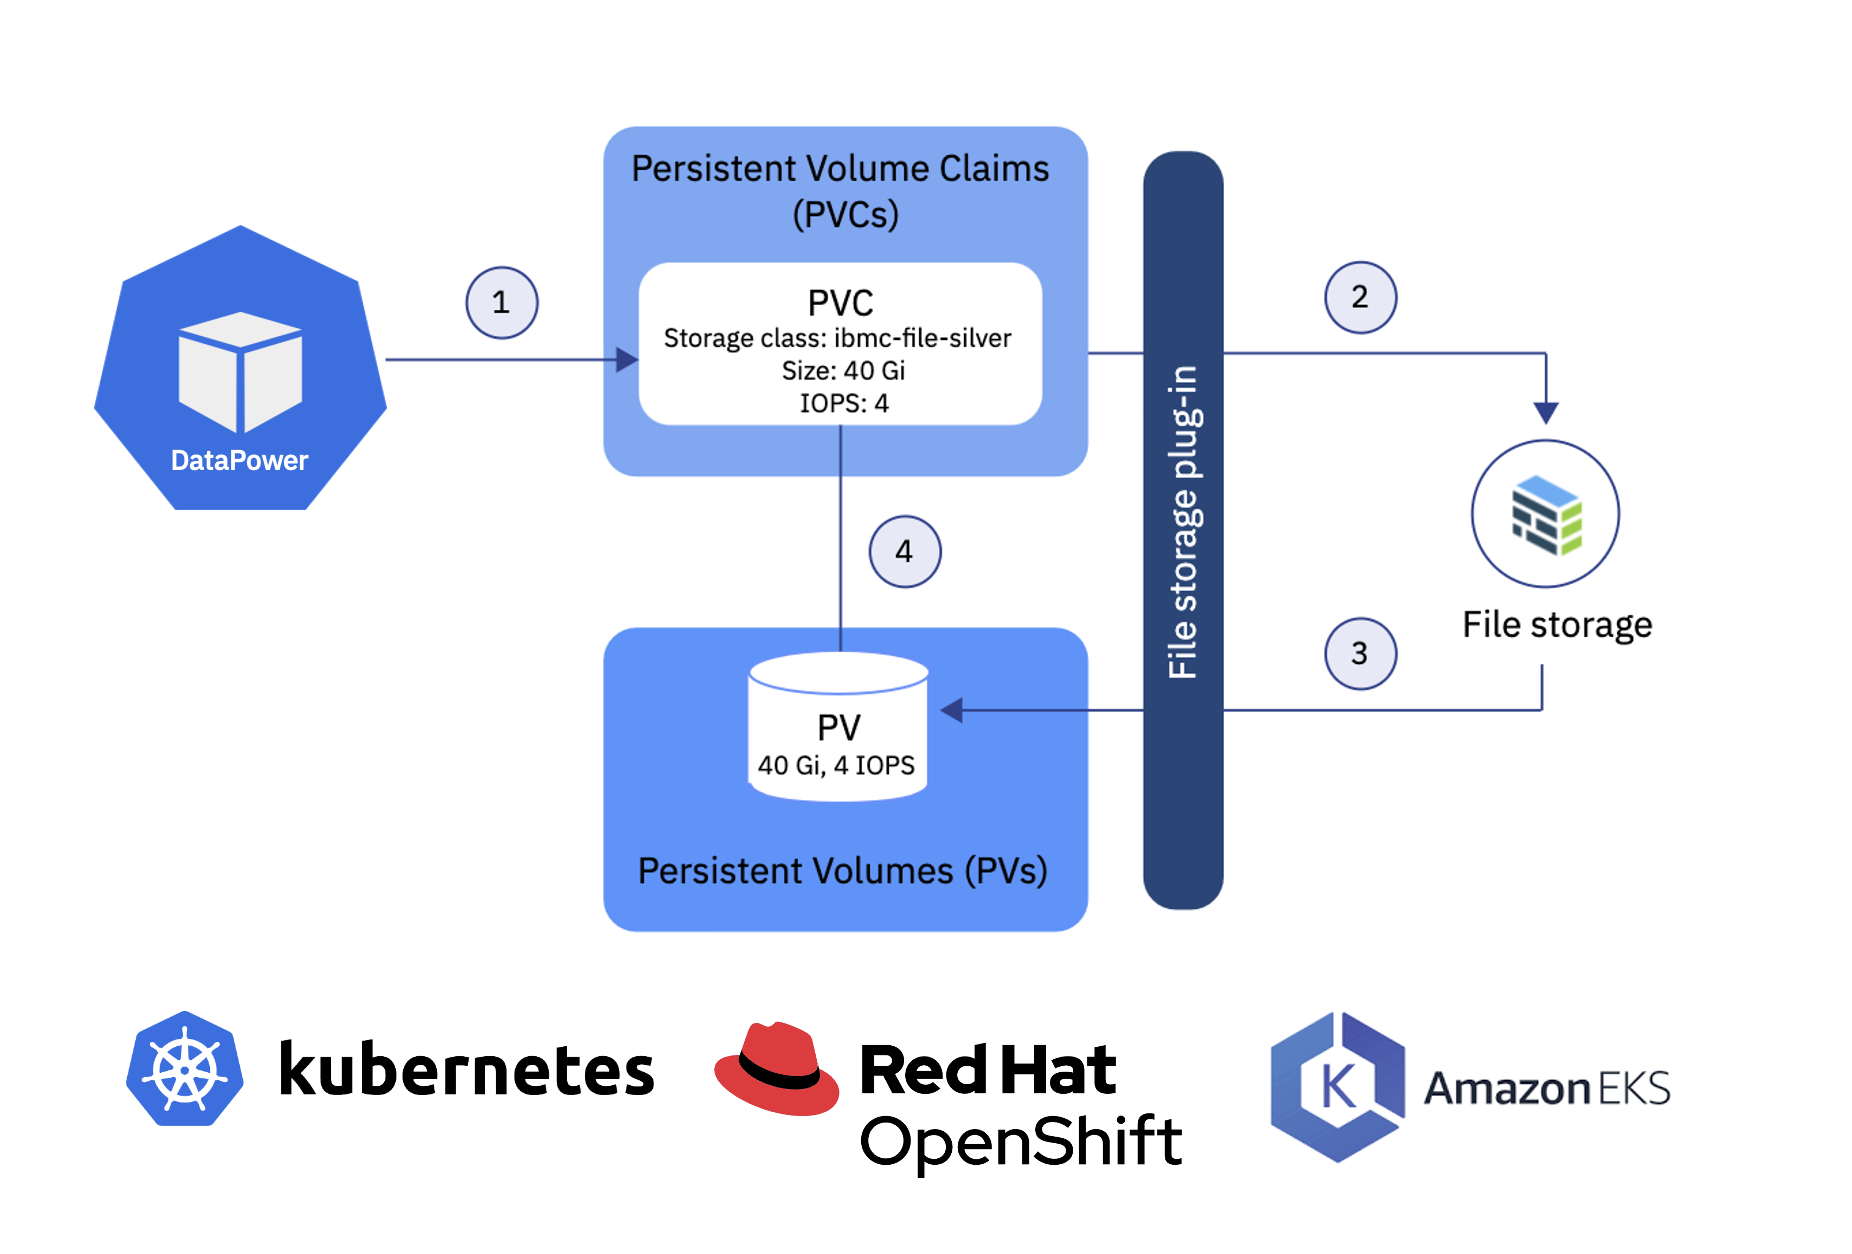 Persistent Volume Claims
(PVCs)
DataPower
1
PVC
Storage class: ibmc-file-silver
Size: 40 Gi
IOPS: 4
2
File storage plug-in
4
File storage
3
PV
40 Gi, 4 IOPS
Persistent Volumes (PVs)
kubernetes
Red Hat
OpenShift
K
Amazon EKS